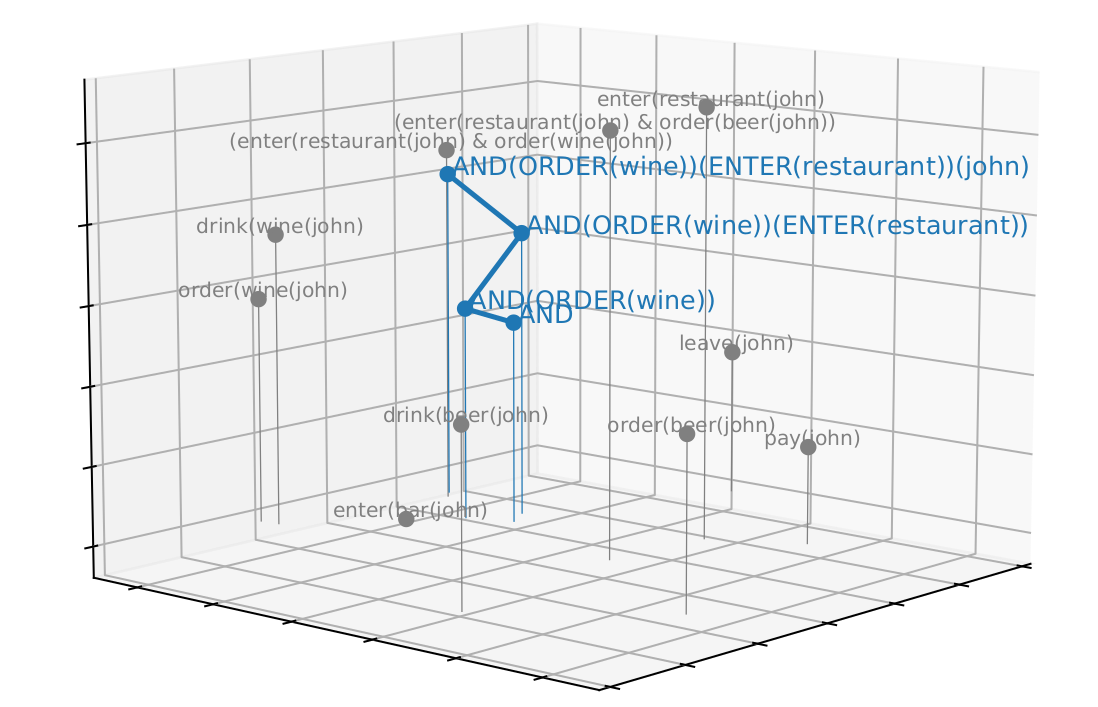 enter(restaurant(john)
(enter(restaurant(john) & order(beer(john))
(enter(restaurant(john) & order(wine(john))
AND(ORDER(wine))(ENTER(restaurant))(john)
drink(wine(john)
AND(ORDER(wine))(ENTER(restaurant))
order(wine(john)
AND(ORDER(wine))
AND
leave(john)
drink(beer(john)
order(beer(john)
pay(john)
enter(bar(john)